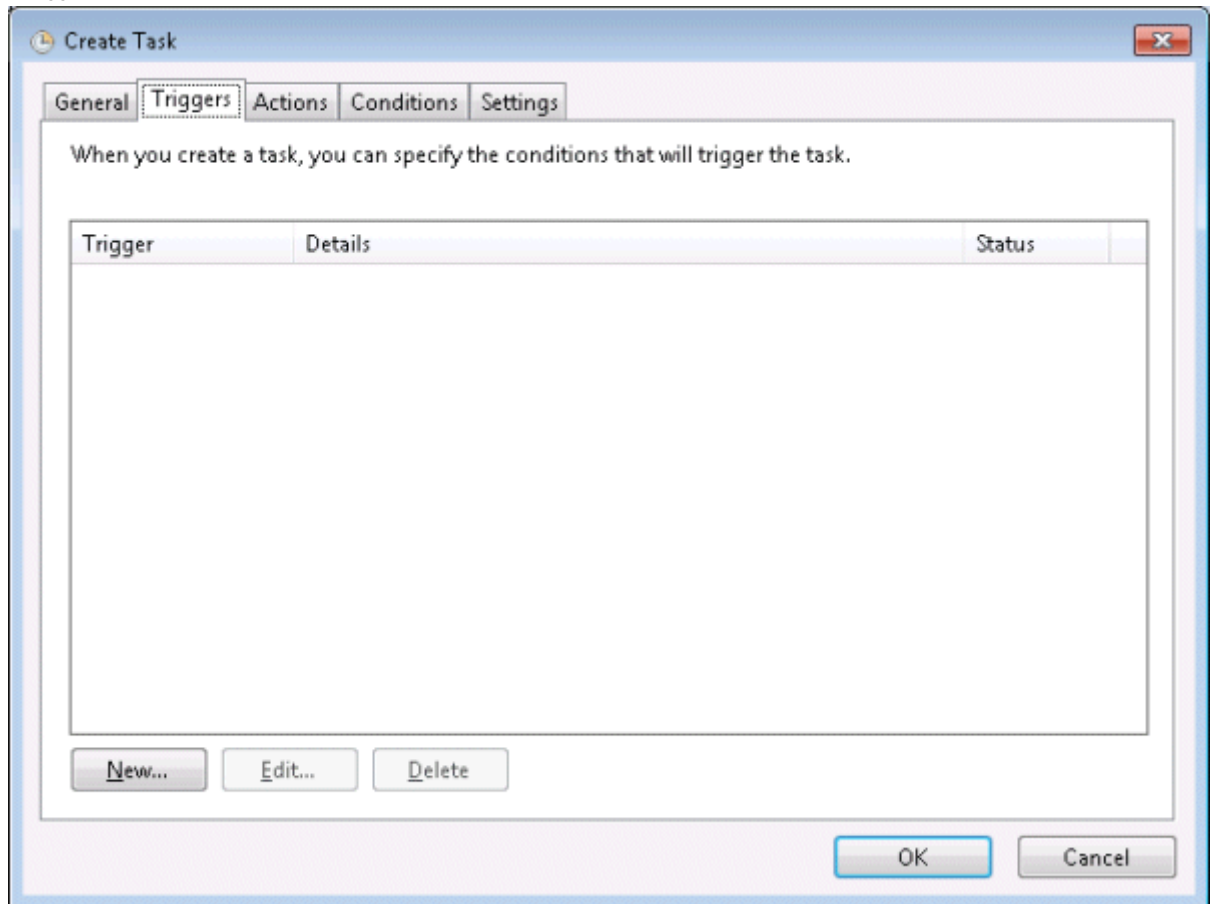 Create Task
General Triggers Actions Conditions Settings
When you create a task, you can specify the conditions that will trigger the task.
Trigger Details Status
New... Edit... Delete
OK Cancel